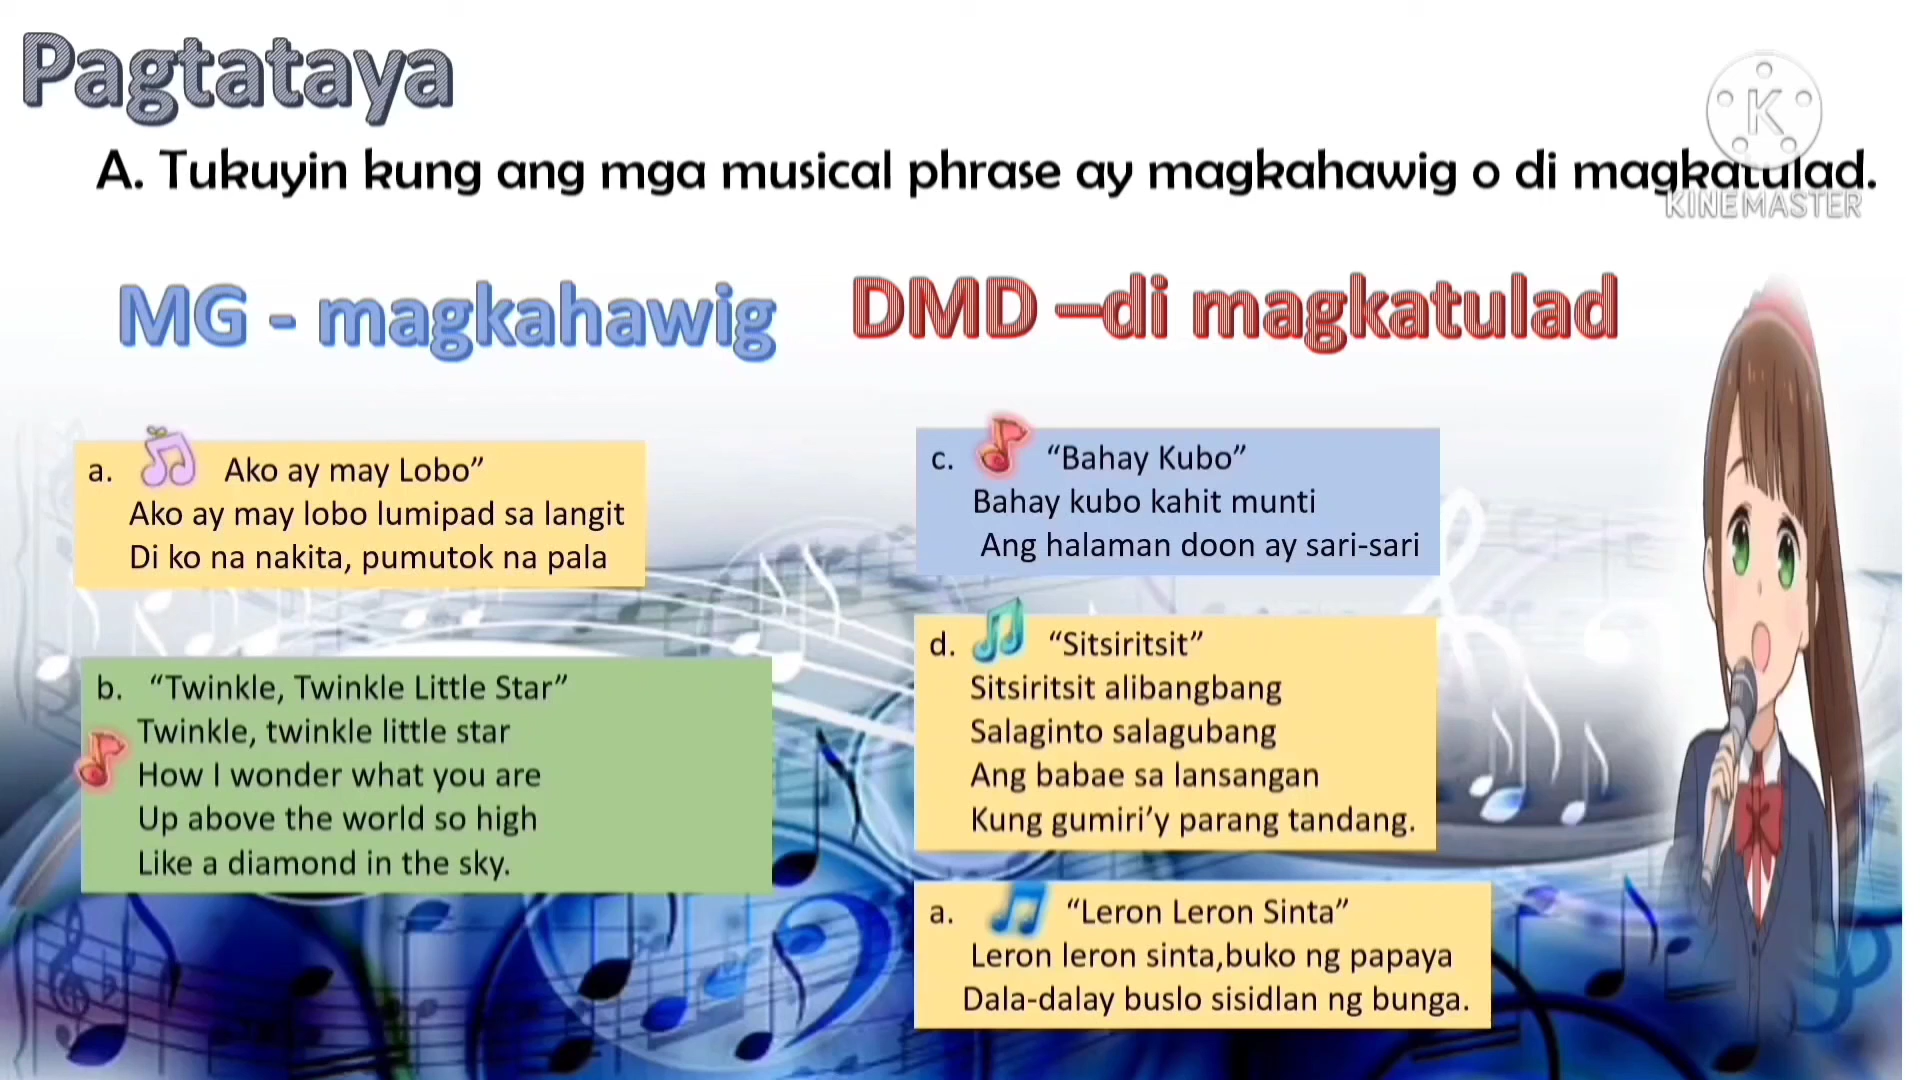 Pagtataya
A. Tukuyin kung ang mga musical phrase ay magkahawig o di magkatulad.
K
KINEMASTER
MG - magkahawig
DMD –di magkatulad
a. Ako ay may Lobo”
Ako ay may lobo lumipad sa langit
Di ko na nakita, pumutok na pala
b. “Twinkle, Twinkle Little Star”
Twinkle, twinkle little star
How I wonder what you are
Up above the world so high
Like a diamond in the sky.
c. “Bahay Kubo”
Bahay kubo kahit munti
Ang halaman doon ay sari-sari
d. “Sitsiritsit”
Sitsiritsit alibangbang
Salaginto salagubang
Ang babae sa lansangan
Kung gumiri’y parang tandang.
a. “Leron Leron Sinta”
Leron leron sinta,buko ng papaya
Dala-dalay buslo sisidlan ng bunga.